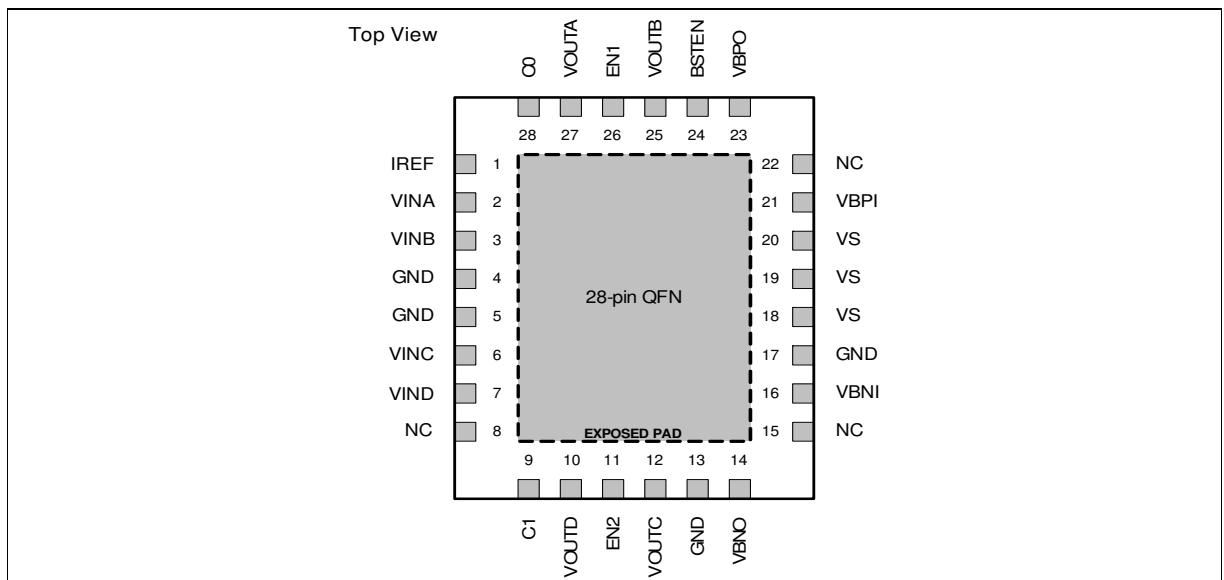 Top View
C0
VOUTA
EN1
VOUTB
BSTEN
VBPO
28 27 26 25 24 23
IREF 1
VINA 2
VINB 3
GND 4
GND 5
VINC 6
VIND 7
NC 8
22 NC
21 VBPI
20 VS
19 VS
18 VS
17 GND
16 VBNI
15 NC
28-pin QFN
EXPOSED PAD
9 10 11 12 13 14
C1
VOUTD
EN2
VOUTC
GND
VBNO